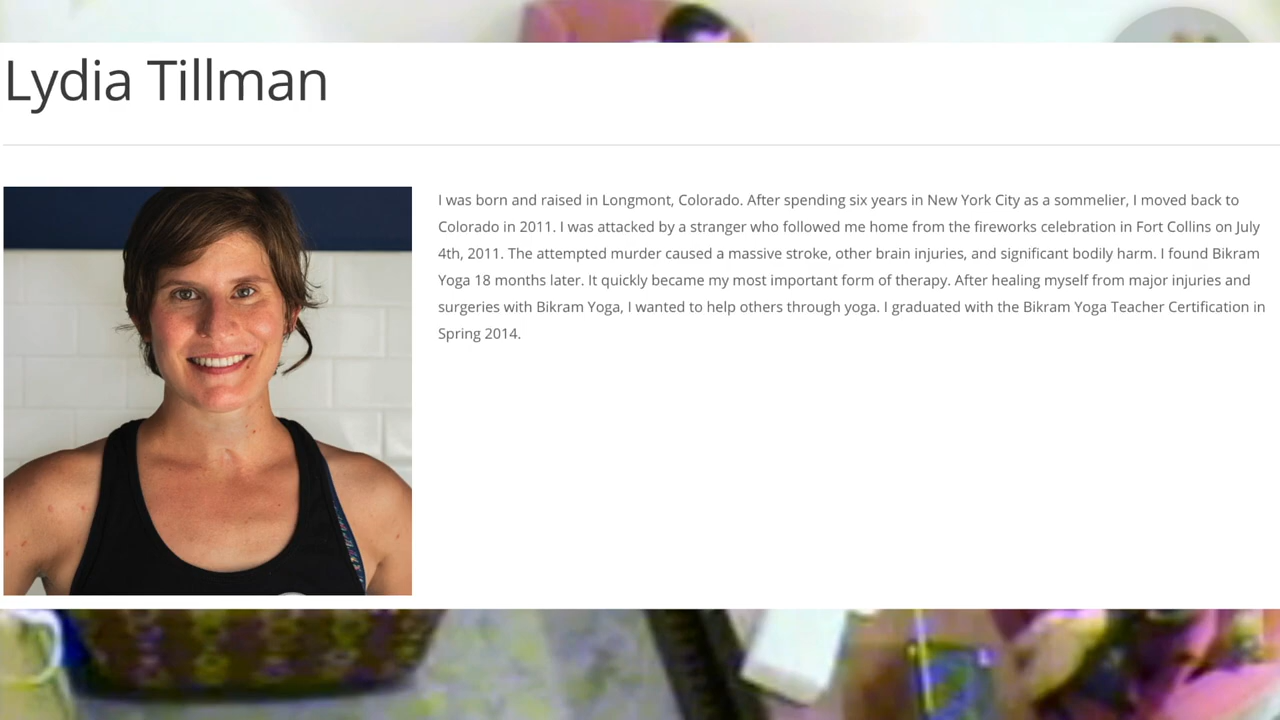 Lydia Tillman
I was born and raised in Longmont, Colorado. After spending six years in New York City as a sommelier, I moved back to
Colorado in 2011. I was attacked by a stranger who followed me home from the fireworks celebration in Fort Collins on July
4th, 2011. The attempted murder caused a massive stroke, other brain injuries, and significant bodily harm. I found Bikram
Yoga 18 months later. It quickly became my most important form of therapy. After healing myself from major injuries and
surgeries with Bikram Yoga, I wanted to help others through yoga. I graduated with the Bikram Yoga Teacher Certification in
Spring 2014.